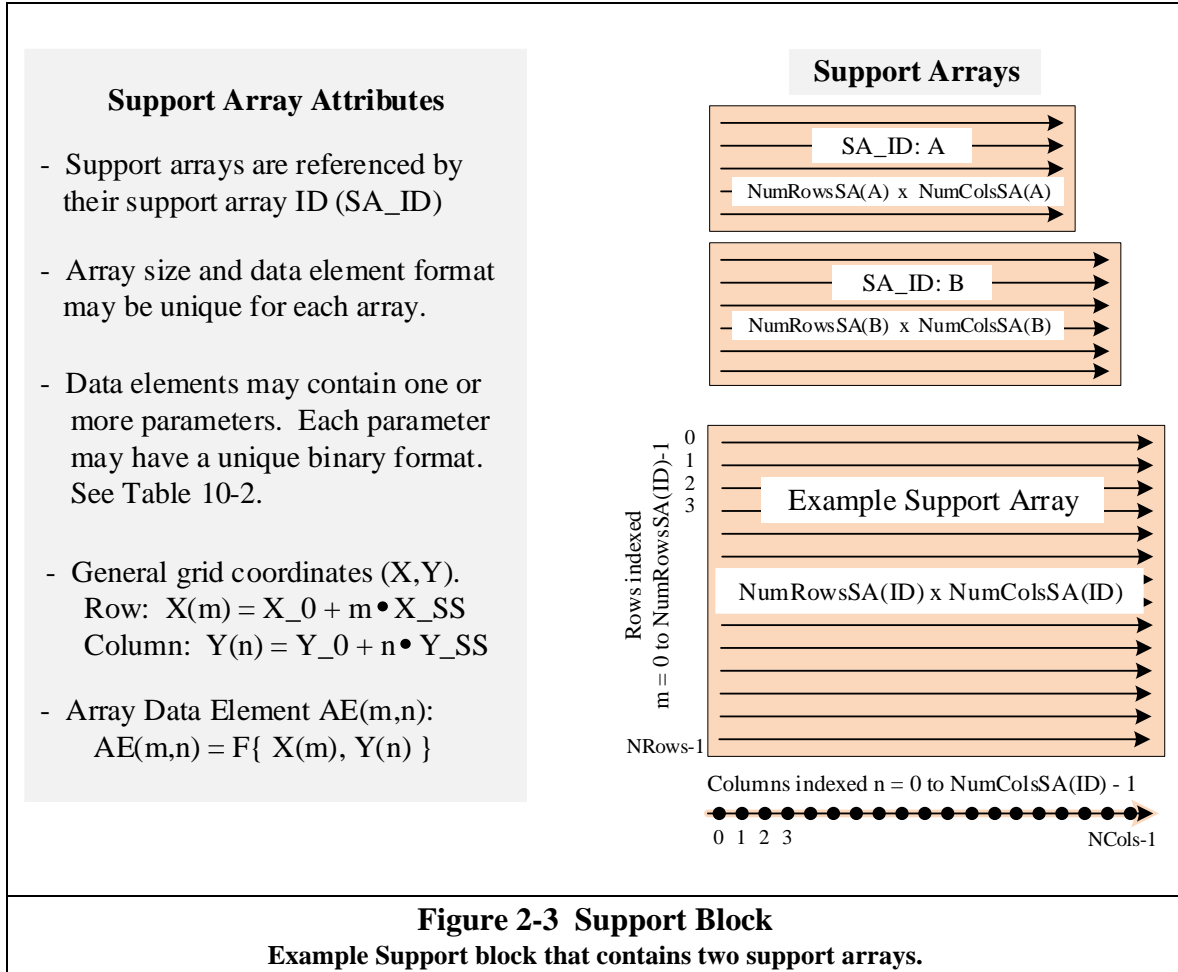 Support Array Attributes
- Support arrays are referenced by
their support array ID (SA_ID)
- Array size and data element format
may be unique for each array.
- Data elements may contain one or
more parameters. Each parameter
may have a unique binary format.
See Table 10-2.
- General grid coordinates (X,Y).
Row: X(m) = X_0 + m • X_SS
Column: Y(n) = Y_0 + n • Y_SS
- Array Data Element AE(m,n):
AE(m,n) = F{ X(m), Y(n) }
Support Arrays
SA_ID: A
NumRowsSA(A) x NumColsSA(A)
SA_ID: B
NumRowsSA(B) x NumColsSA(B)
Rows indexed
m = 0 to NumRowsSA(ID)-1
0
1
2
3
NRows-1
Example Support Array
NumRowsSA(ID) x NumColsSA(ID)
Columns indexed n = 0 to NumColsSA(ID) - 1
0 1 2 3
NCols-1
Figure 2-3 Support Block
Example Support block that contains two support arrays.